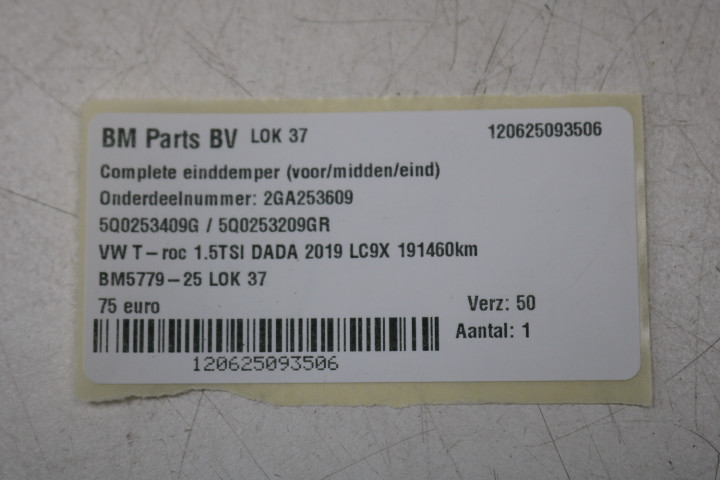 BM Parts BV LOK 37 120625093506
Complete einddemper (voor/midden/eind)
Onderdeelnummer: 2GA253609
5Q0253409G / 5Q0253209GR
VW T-roc 1.5TSI DADA 2019 LC9X 191460km
BM5779-25 LOK 37
75 euro Verz: 50
Aantal: 1
120625093506